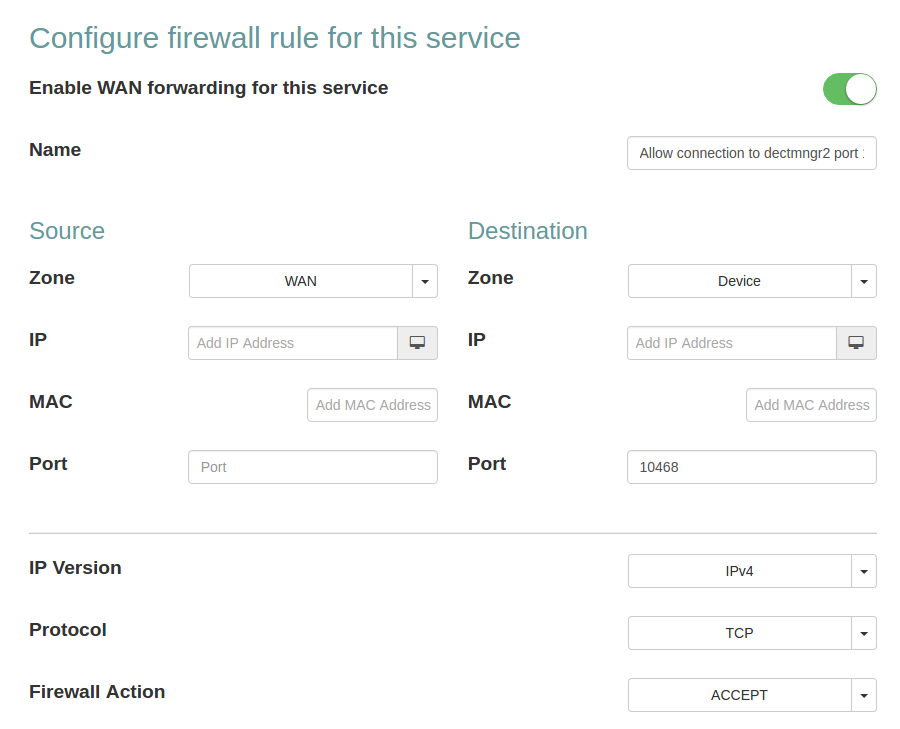 Configure firewall rule for this service
Enable WAN forwarding for this service
Name
Allow connection to dectmngr2 port
Source
Zone
WAN
IP
Add IP Address
MAC
Add MAC Address
Port
Port
Destination
Zone
Device
IP
Add IP Address
MAC
Add MAC Address
Port
10468
IP Version
IPv4
Protocol
TCP
Firewall Action
ACCEPT